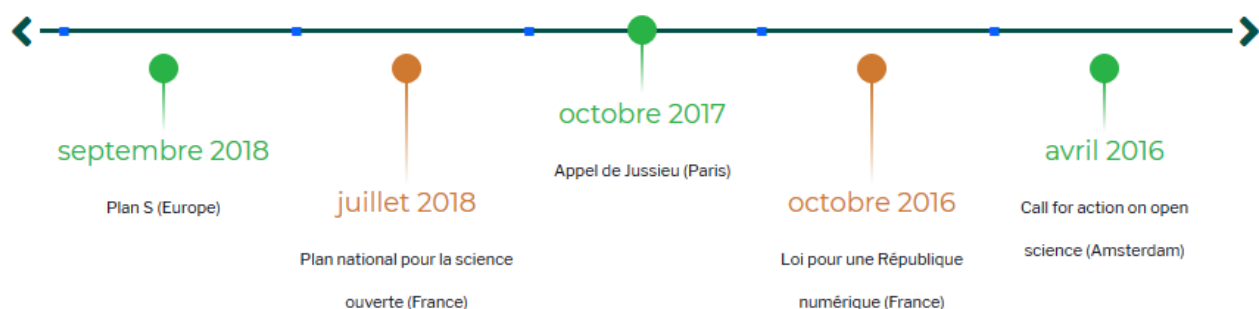 septembre 2018
Plan S (Europe)
juillet 2018
Plan national pour la science
ouverte (France)
octobre 2017
Appel de Jussieu (Paris)
octobre 2016
Loi pour une République
numérique (France)
avril 2016
Call for action on open
science (Amsterdam)